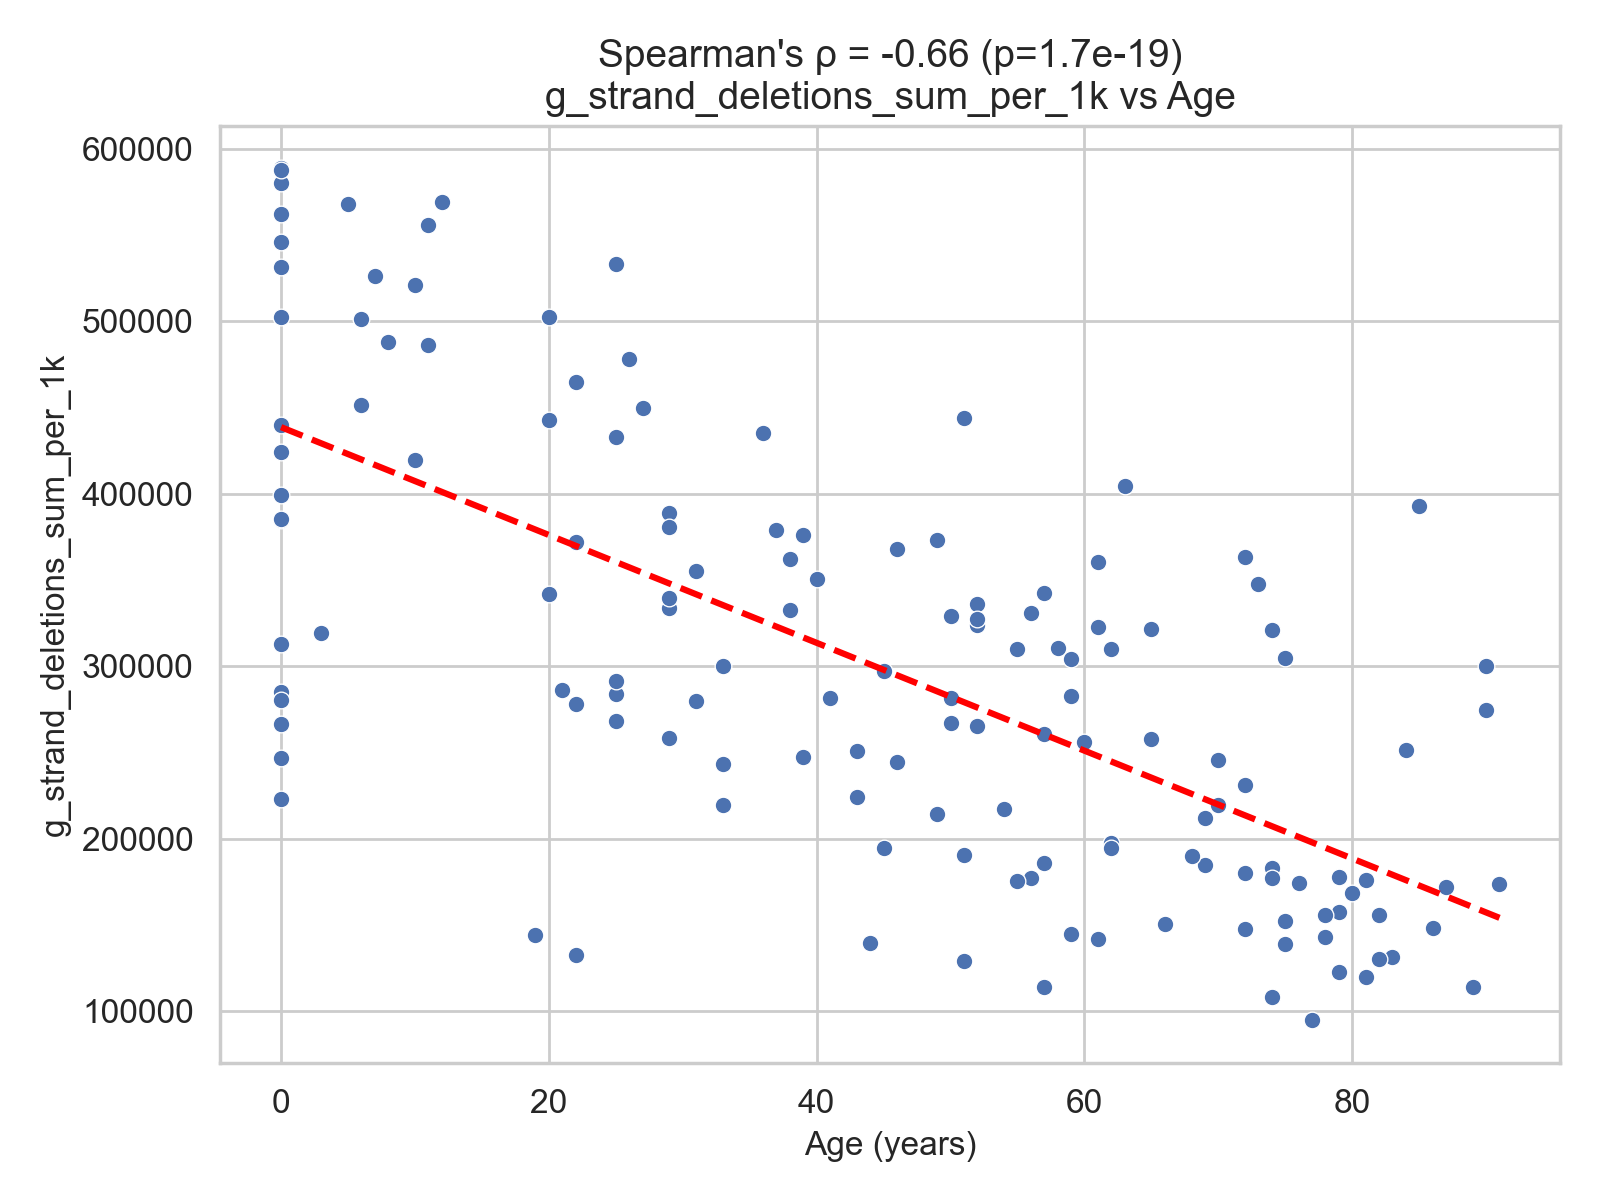 Spearman's ρ = -0.66 (p=1.7e-19)
g_strand_deletions_sum_per_1k vs Age
600000
500000
400000
300000
200000
100000
g_strand_deletions_sum_per_1k
0 20 40 60 80
Age (years)